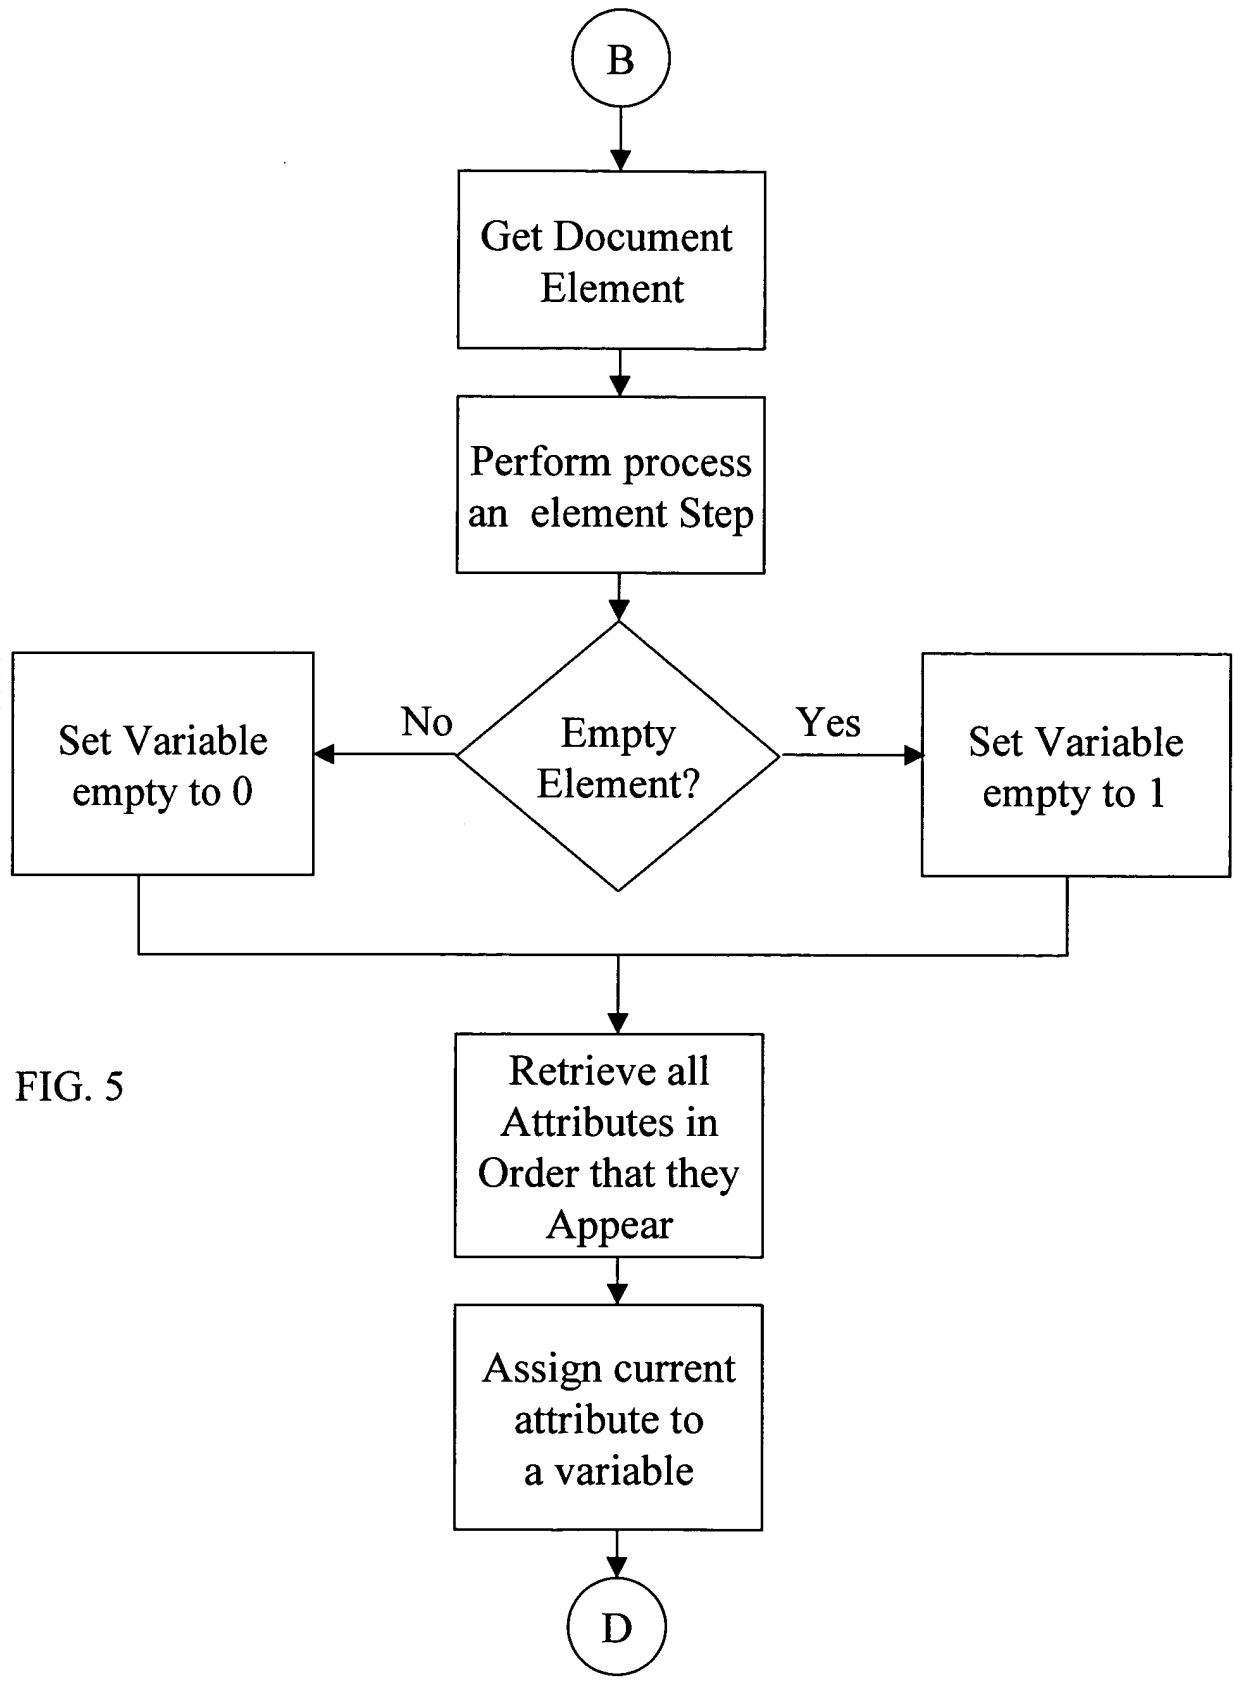 B
Get Document
Element
Perform process
an element Step
No
Empty
Element?
Yes
Set Variable
empty to 0
Set Variable
empty to 1
FIG. 5
Retrieve all
Attributes in
Order that they
Appear
Assign current
attribute to
a variable
D